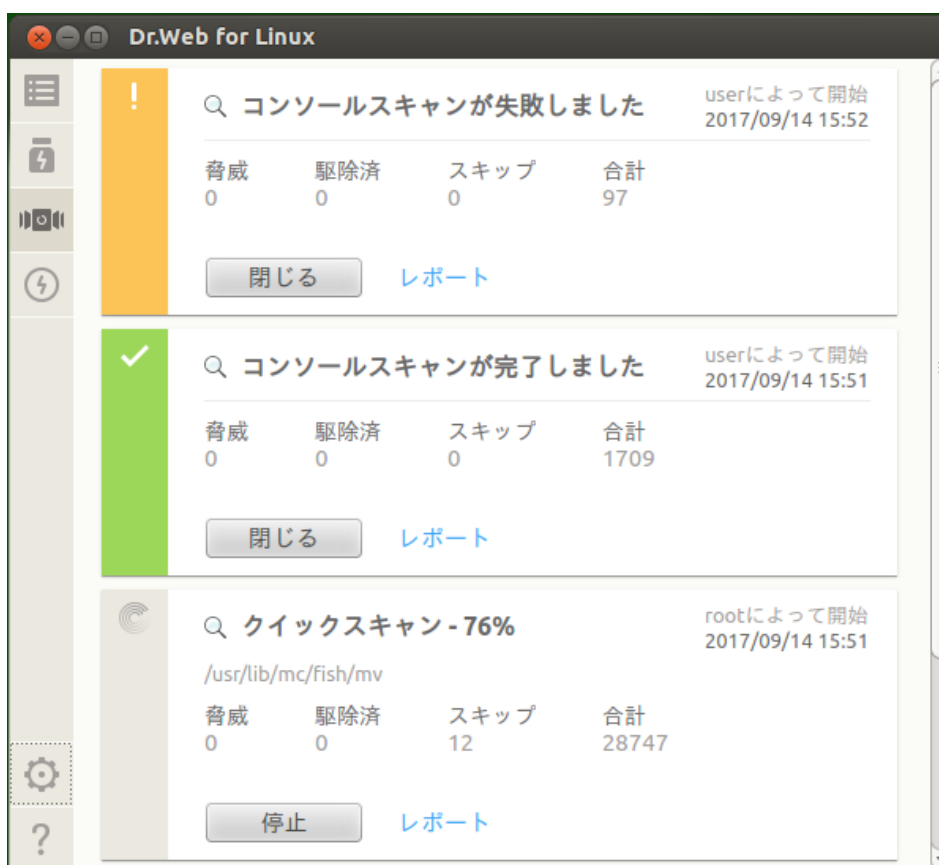 Dr.Web for Linux
コンソールスキャンが失敗しました
userによって開始
2017/09/14 15:52
脅威 駆除済 スキップ 合計
0 0 0 97
閉じる レポート
コンソールスキャンが完了しました
userによって開始
2017/09/14 15:51
脅威 駆除済 スキップ 合計
0 0 0 1709
閉じる レポート
クイックスキャン - 76%
rootによって開始
2017/09/14 15:51
/usr/lib/mc/fish/mv
脅威 駆除済 スキップ 合計
0 0 12 28747
停止 レポート
?